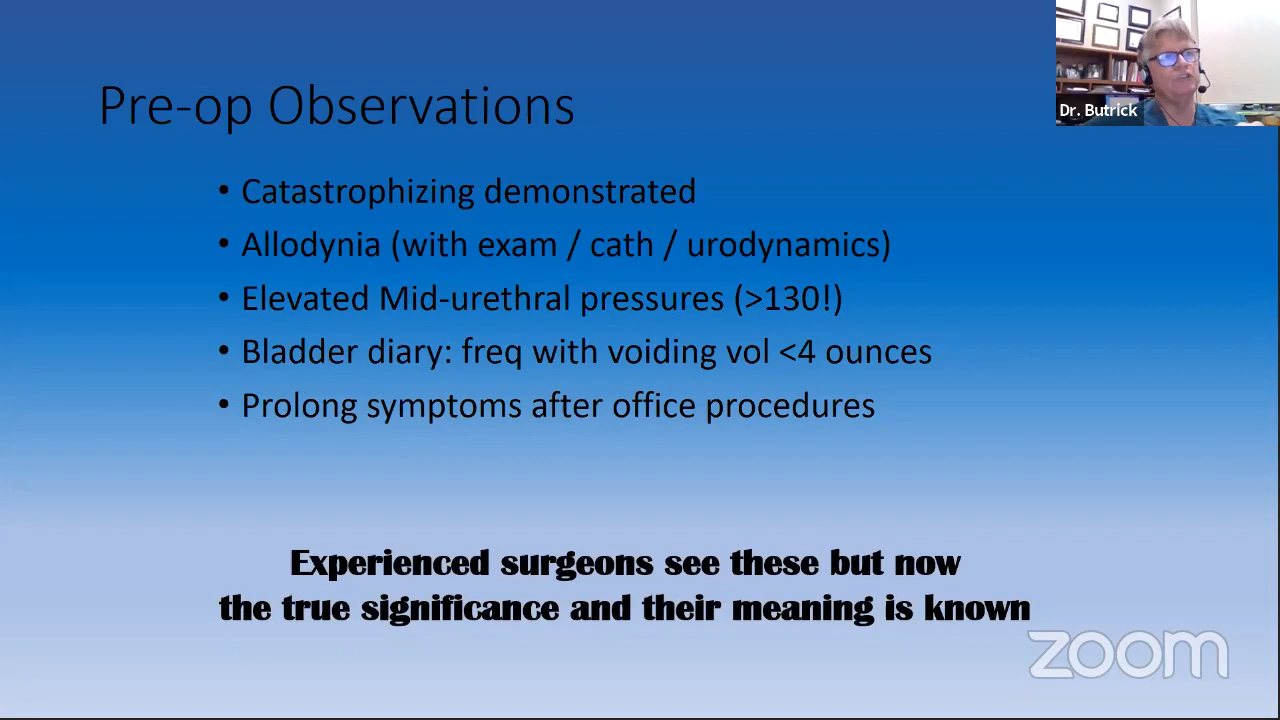 Pre-op Observations
Dr. Butrick
• Catastrophizing demonstrated
• Allodynia (with exam / cath / urodynamics)
• Elevated Mid-urethral pressures (>130!)
• Bladder diary: freq with voiding vol <4 ounces
• Prolong symptoms after office procedures
Experienced surgeons see these but now
the true significance and their meaning is known
zoom